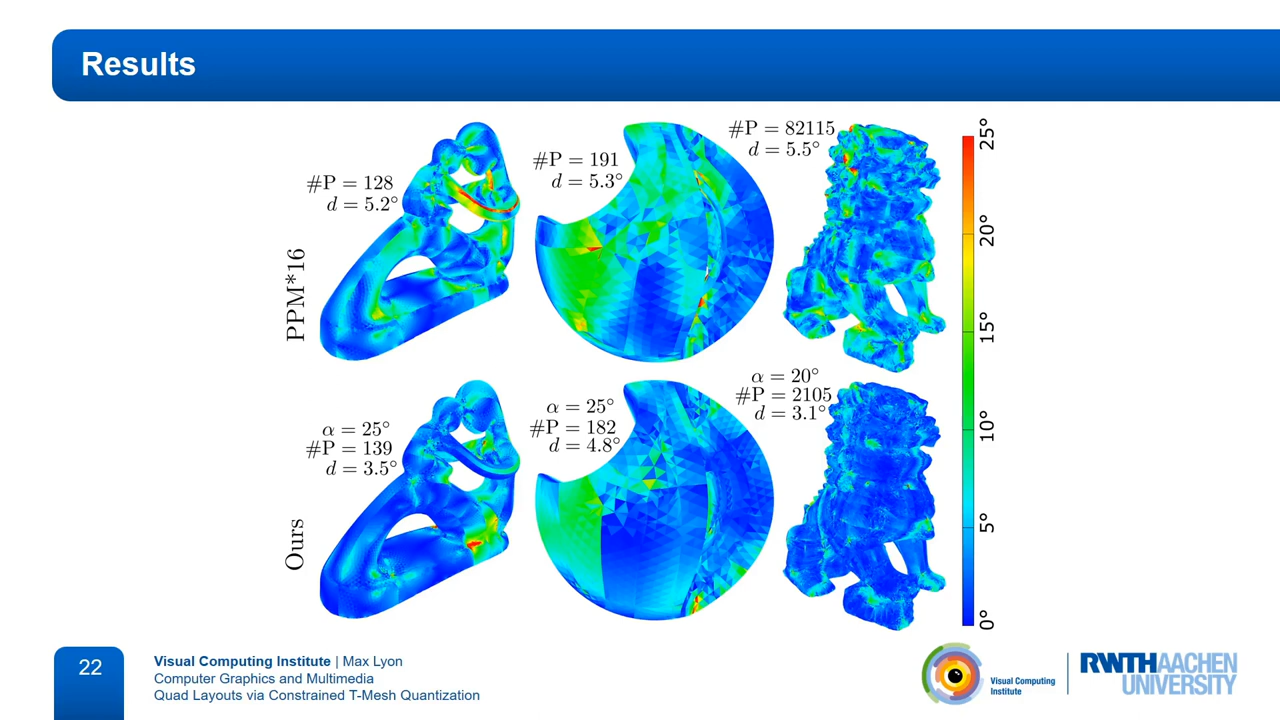 Results
#P = 128
d = 5.2°
#P = 191
d = 5.3°
#P = 82115
d = 5.5°
PPM*16
α = 25°
#P = 139
d = 3.5°
α = 25°
#P = 182
d = 4.8°
α = 20°
#P = 2105
d = 3.1°
Ours
25°
20°
15°
10°
5°
0°
22
Visual Computing Institute | Max Lyon
Computer Graphics and Multimedia
Quad Layouts via Constrained T-Mesh Quantization
Visual Computing
Institute
RWTHAACHEN
UNIVERSITY